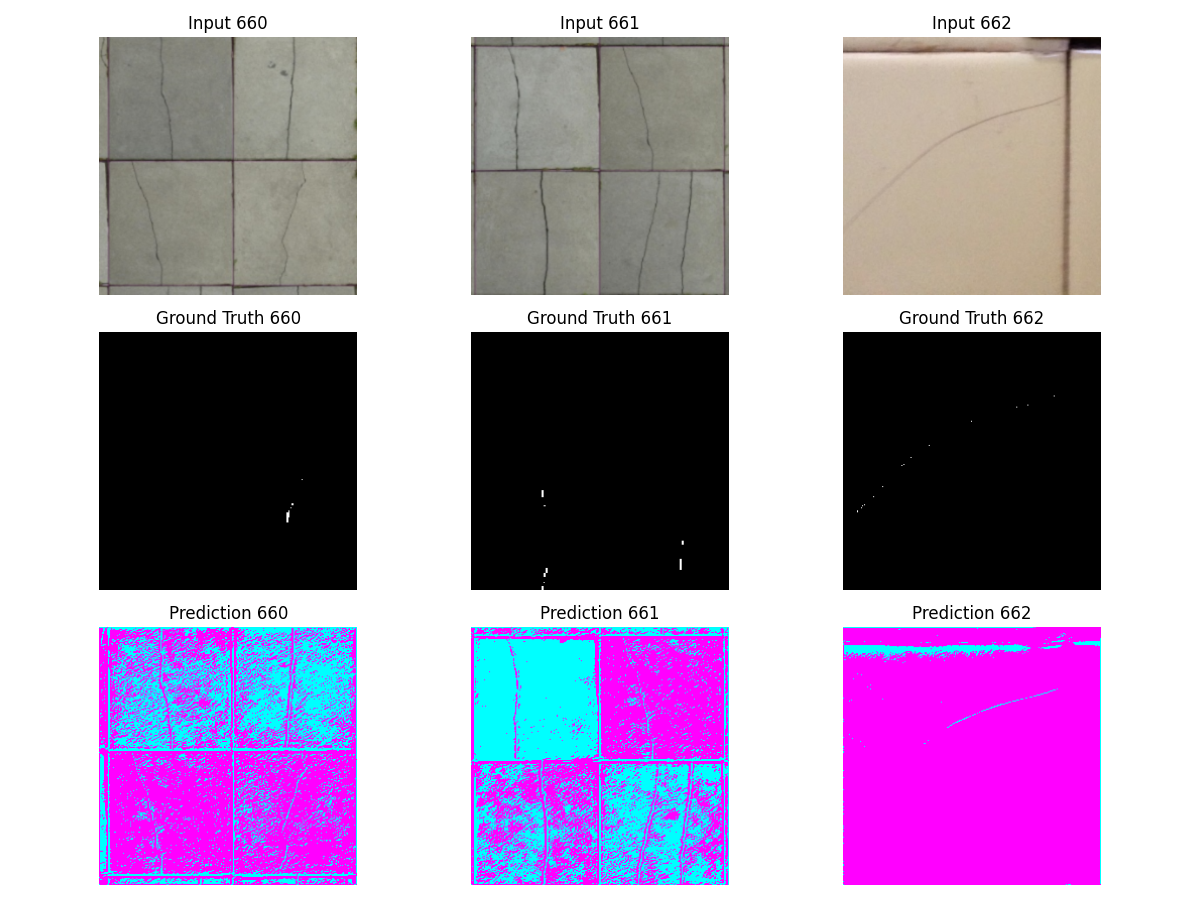 Input 660
Input 661
Input 662
Ground Truth 660
Ground Truth 661
Ground Truth 662
Prediction 660
Prediction 661
Prediction 662